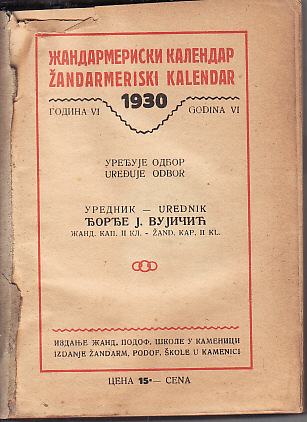 ЖАНДАРМЕРИСКИ КАЛЕНДАР
ŽANDARMERISKI KALENDAR
1930
ГОДИНА VI GODINA VI
УРЕЂУЈЕ ОДБОР
UREĐUJE ODBOR
УРЕДНИК — UREDNIK
ЂОРЂЕ Ј. ВУЈИЧИЋ
ЖАНД. КАП. II КЛ. - ŽAND. KAP. II KL.
ИЗДАЊЕ ЖАНД. ПОДОФ. ШКОЛЕ У КАМЕНИЦИ
IZDANJE ŽANDARM, PODOF. ŠKOLE U KAMENICI
ЦЕНА 15·— CENA